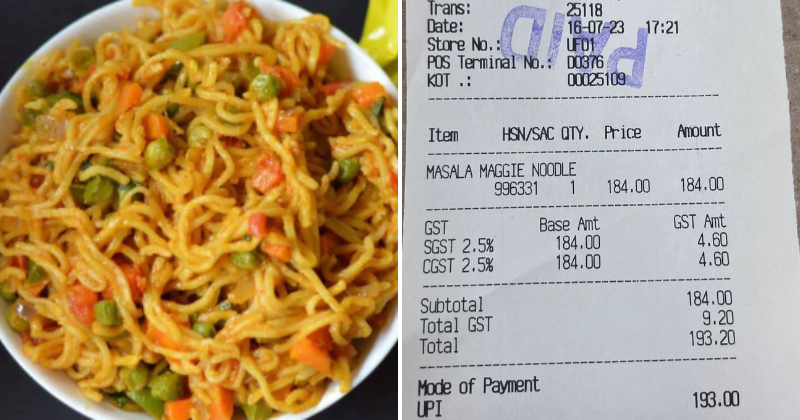 Trans: 25118
Date: 16-07-23 17:21
Store No.: UF01
POS Terminal No.: D0376
KOT .: 00025109
PAID
Item HSN/SAC QTY. Price Amount
MASALA MAGGIE NOODLE
996331 1 184.00 184.00
GST Base Amt GST Amt
SGST 2.5% 184.00 4.60
CGST 2.5% 184.00 4.60
Subtotal 184.00
Total GST 9.20
Total 193.20
Mode of Payment
UPI 193.00